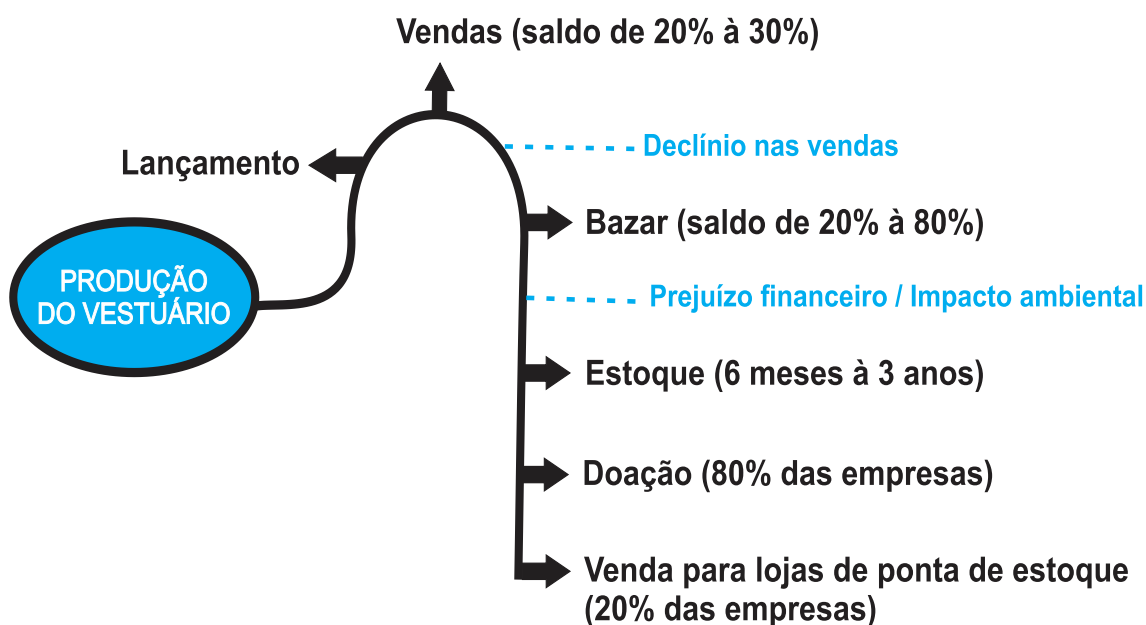 Vendas (saldo de 20% à 30%)
Declínio nas vendas
Lançamento
Bazar (saldo de 20% à 80%)
PRODUÇÃO
DO VESTUÁRIO
Prejuízo financeiro / Impacto ambiental
Estoque (6 meses à 3 anos)
Doação (80% das empresas)
Venda para lojas de ponta de estoque
(20% das empresas)